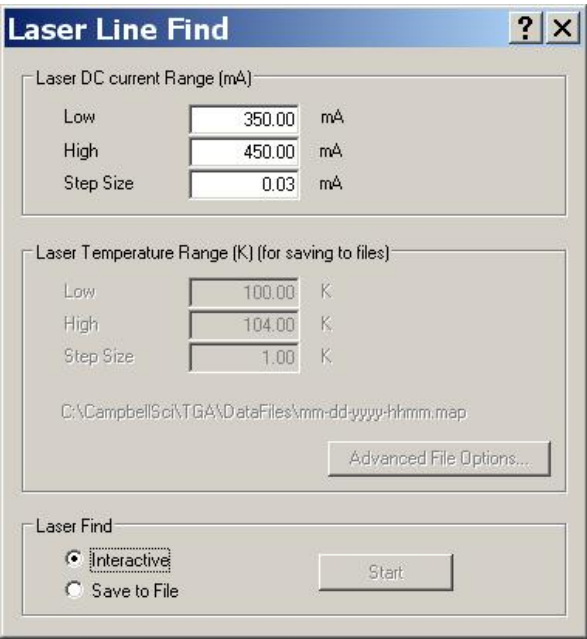 Laser Line Find ? ×
Laser DC current Range (mA)
Low 350.00 mA
High 450.00 mA
Step Size 0.03 mA
Laser Temperature Range (K) (for saving to files)
Low 100.00 K
High 104.00 K
Step Size 1.00 K
C:\CampbellSci\TGA\DataFiles\mm-dd-yyyy-hhmm.map
Advanced File Options...
Laser Find
Interactive
Start
Save to File